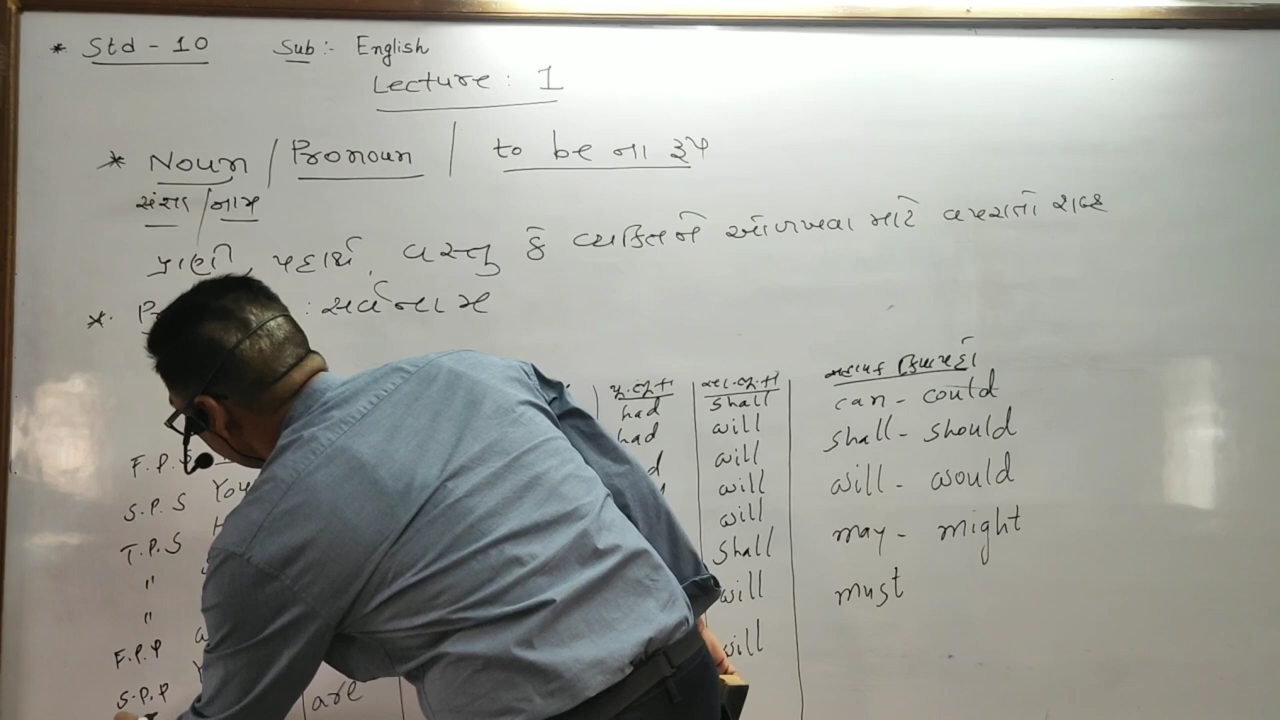 * Std - 10 Sub :- English
Lecture : 1
* Noun / Pronoun | to be ના રૂપ
સંજ્ઞા / નામ
પ્રાણી, પદાર્થ, વસ્તુ કે વ્યક્તિને ઓળખવા માટે વપરાતો શબ્દ
* : સર્વનામ
પૂ.ભૂ.કા સા.ભ.કા સહાયક ક્રિયાપદો
had shall can - could
had will shall - should
F.P.S will
S.P.S You will will - would
T.P.S will
" shall may - might
" will must
F.P.P will
S.P.P are